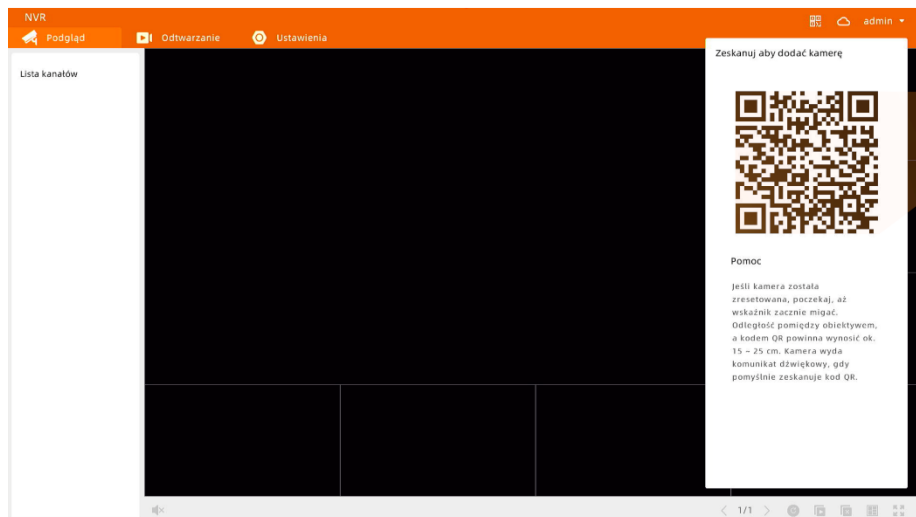 NVR
admin
Podgląd
Odtwarzanie
Ustawienia
Lista kanałów
Zeskanuj aby dodać kamerę
Pomoc
Jeśli kamera została
zresetowana, poczekaj, aż
wskaźnik zacznie migać.
Odległość pomiędzy obiektywem,
a kodem QR powinna wynosić ok.
15 – 25 cm. Kamera wyda
komunikat dźwiękowy, gdy
pomyślnie zeskanuje kod QR.
1/1